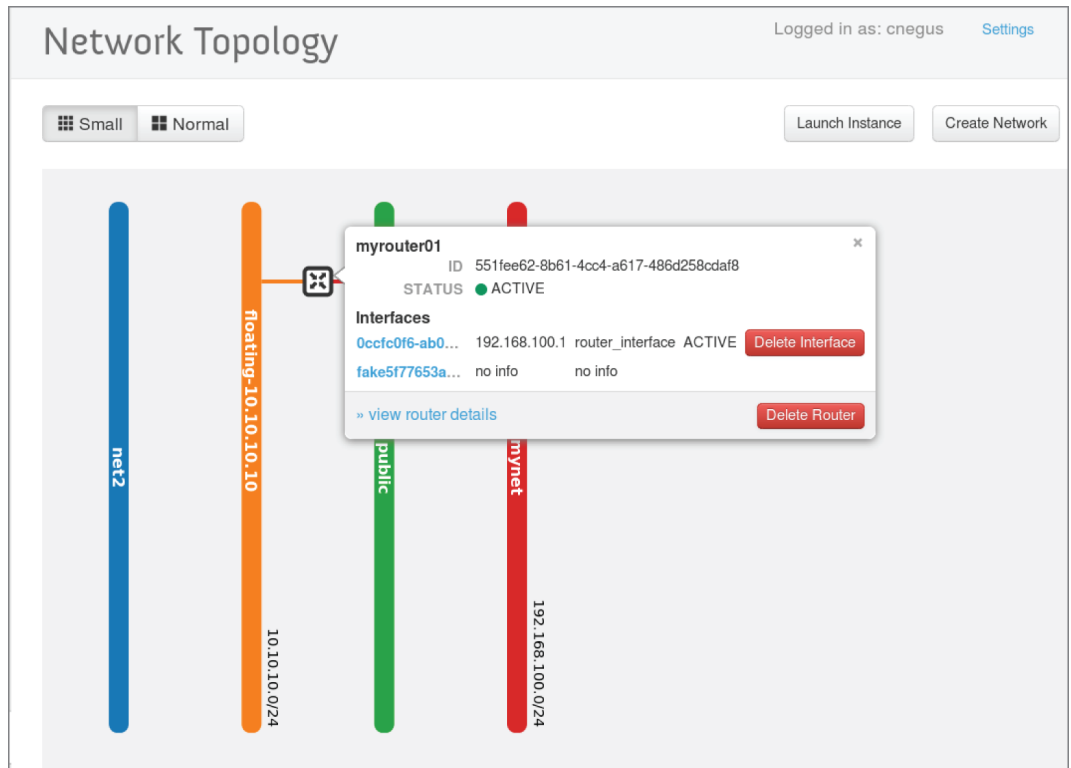 Network Topology
Logged in as: cnegus Settings
Small Normal
Launch Instance Create Network
myrouter01
ID 551fee62-8b61-4cc4-a617-486d258cdaf8
STATUS ACTIVE
Interfaces
0ccfc0f6-ab0... 192.168.100.1 router_interface ACTIVE Delete Interface
fake5f77653a... no info no info
» view router details Delete Router
net2
floating-10.10.10.10
10.10.10.0/24
public
mynet
192.168.100.0/24